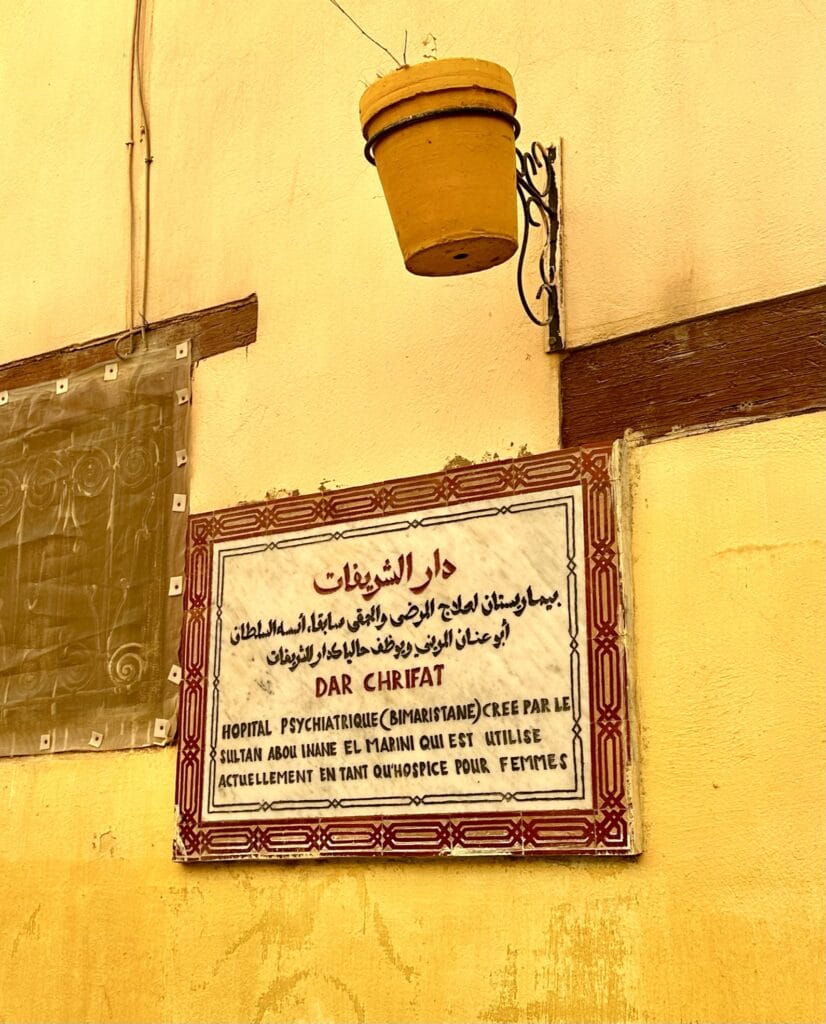 دار الشريفات
بيمارستان لعلاج المرضى والحمقى سابقا، أسسه السلطان
أبو عنان المريني ويوظف حاليا كدار للشريفات
DAR CHRIFAT
HOPITAL PSYCHIATRIQUE(BIMARISTANE)CREE PAR LE
SULTAN ABOU INANE EL MARINI QUI EST UTILISE
ACTUELLEMENT EN TANT QU'HOSPICE POUR FEMMES